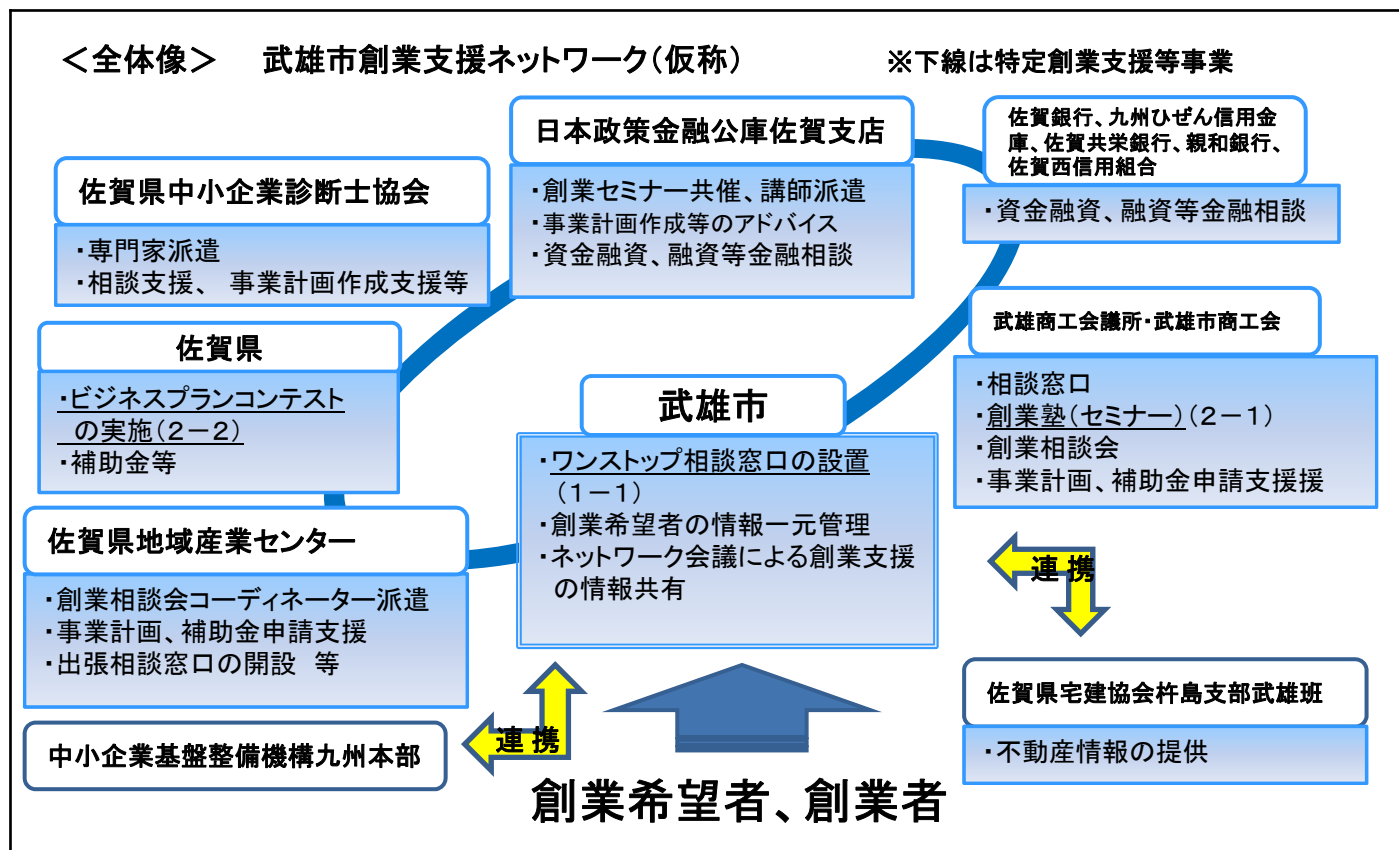 ＜全体像＞　武雄市創業支援ネットワーク（仮称）
※下線は特定創業支援等事業
日本政策金融公庫佐賀支店
・創業セミナー共催、講師派遣
・事業計画作成等のアドバイス
・資金融資、融資等金融相談
佐賀銀行、九州ひぜん信用金
庫、佐賀共栄銀行、親和銀行、
佐賀西信用組合
・資金融資、融資等金融相談
佐賀県中小企業診断士協会
・専門家派遣
・相談支援、　事業計画作成支援等
武雄商工会議所・武雄市商工会
・相談窓口
・創業塾（セミナー）（２－１）
・創業相談会
・事業計画、補助金申請支援援
佐賀県
・ビジネスプランコンテスト
の実施（２－２）
・補助金等
武雄市
・ワンストップ相談窓口の設置
（１－１）
・創業希望者の情報一元管理
・ネットワーク会議による創業支援
の情報共有
佐賀県地域産業センター
・創業相談会コーディネーター派遣
・事業計画、補助金申請支援
・出張相談窓口の開設　等
連 携
佐賀県宅建協会杵島支部武雄班
・不動産情報の提供
連 携
中小企業基盤整備機構九州本部
創業希望者、創業者